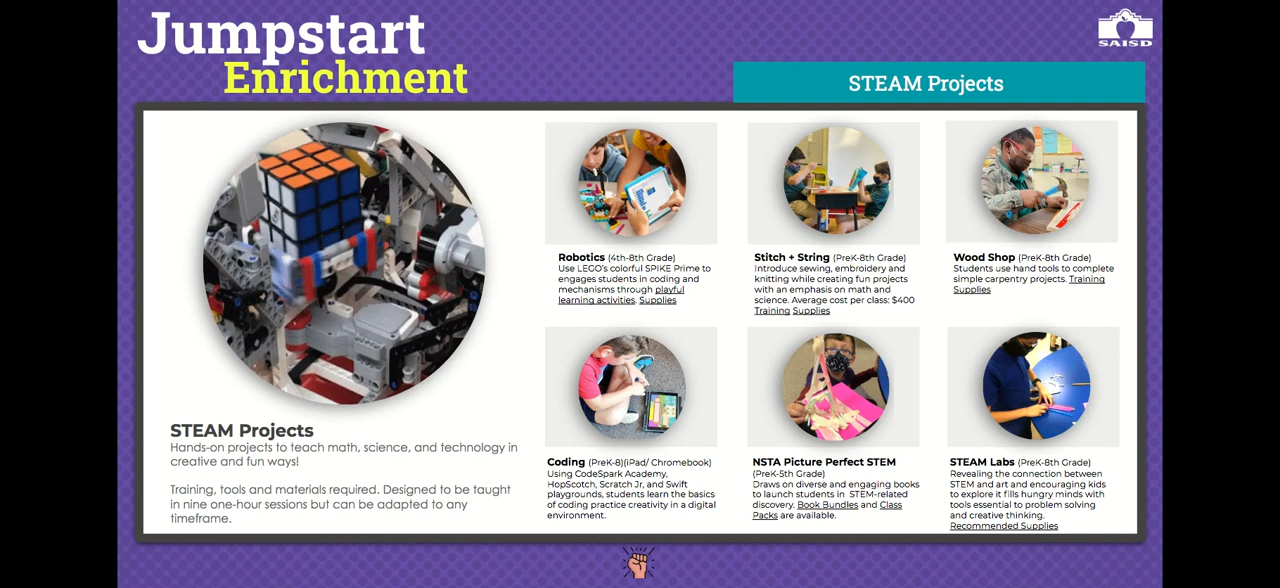 Jumpstart
Enrichment
SAISD
STEAM Projects
STEAM Projects
Hands-on projects to teach math, science, and technology in
creative and fun ways!
Training, tools and materials required. Designed to be taught
in nine one-hour sessions but can be adapted to any
timeframe.
Robotics (4th-8th Grade)
Use LEGO's colorful SPIKE Prime to
engages students in coding and
mechanisms through playful
learning activities. Supplies
Stitch + String (PreK-8th Grade)
Introduce sewing, embroidery and
knitting while creating fun projects
with an emphasis on math and
science. Average cost per class: $400
Training Supplies
Wood Shop (PreK-8th Grade)
Students use hand tools to complete
simple carpentry projects. Training
Supplies
Coding (PreK-8)(iPad/ Chromebook)
Using CodeSpark Academy,
HopScotch, Scratch Jr, and Swift
playgrounds, students learn the basics
of coding practice creativity in a digital
environment.
NSTA Picture Perfect STEM
(PreK-5th Grade)
Draws on diverse and engaging books
to launch students in STEM-related
discovery. Book Bundles and Class
Packs are available.
STEAM Labs (PreK-8th Grade)
Revealing the connection between
STEM and art and encouraging kids
to explore it fills hungry minds with
tools essential to problem solving
and creative thinking.
Recommended Supplies